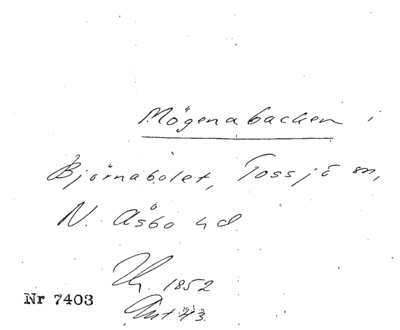 Mögenabacken i
Björnabolet, Tossjö sn,
N. Åsbo hd.
1852
Nr 7403